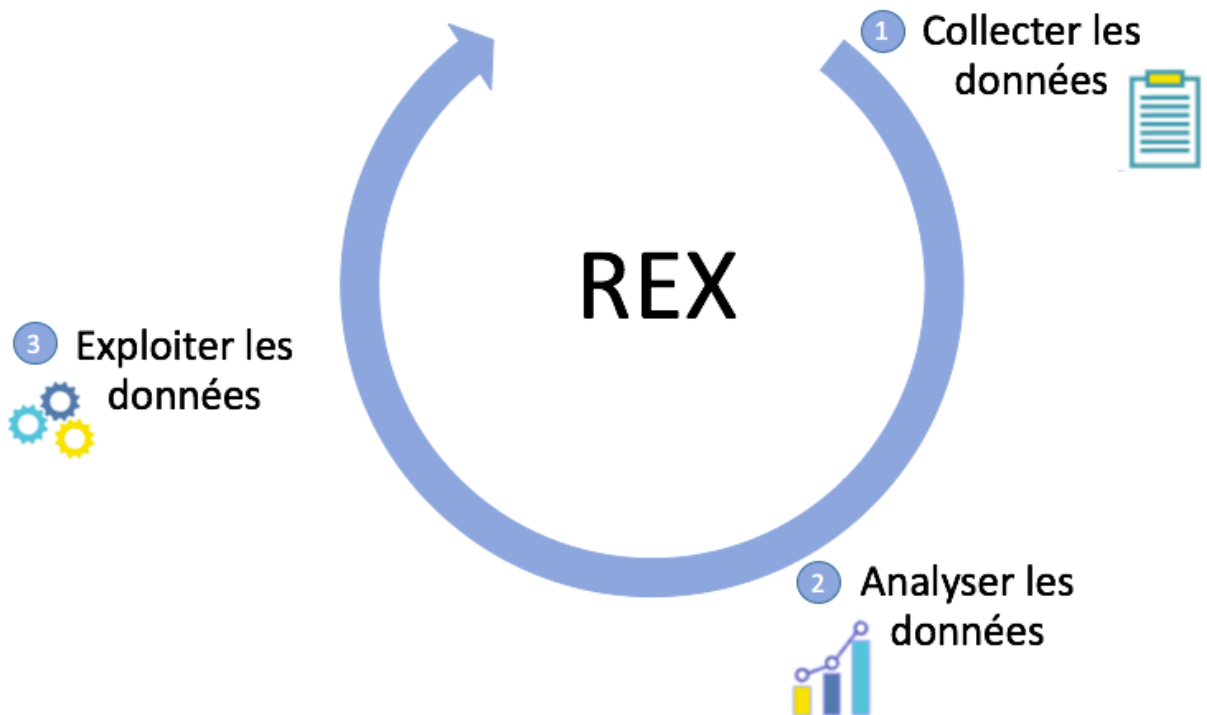 1 Collecter les
données
REX
3 Exploiter les
données
2 Analyser les
données